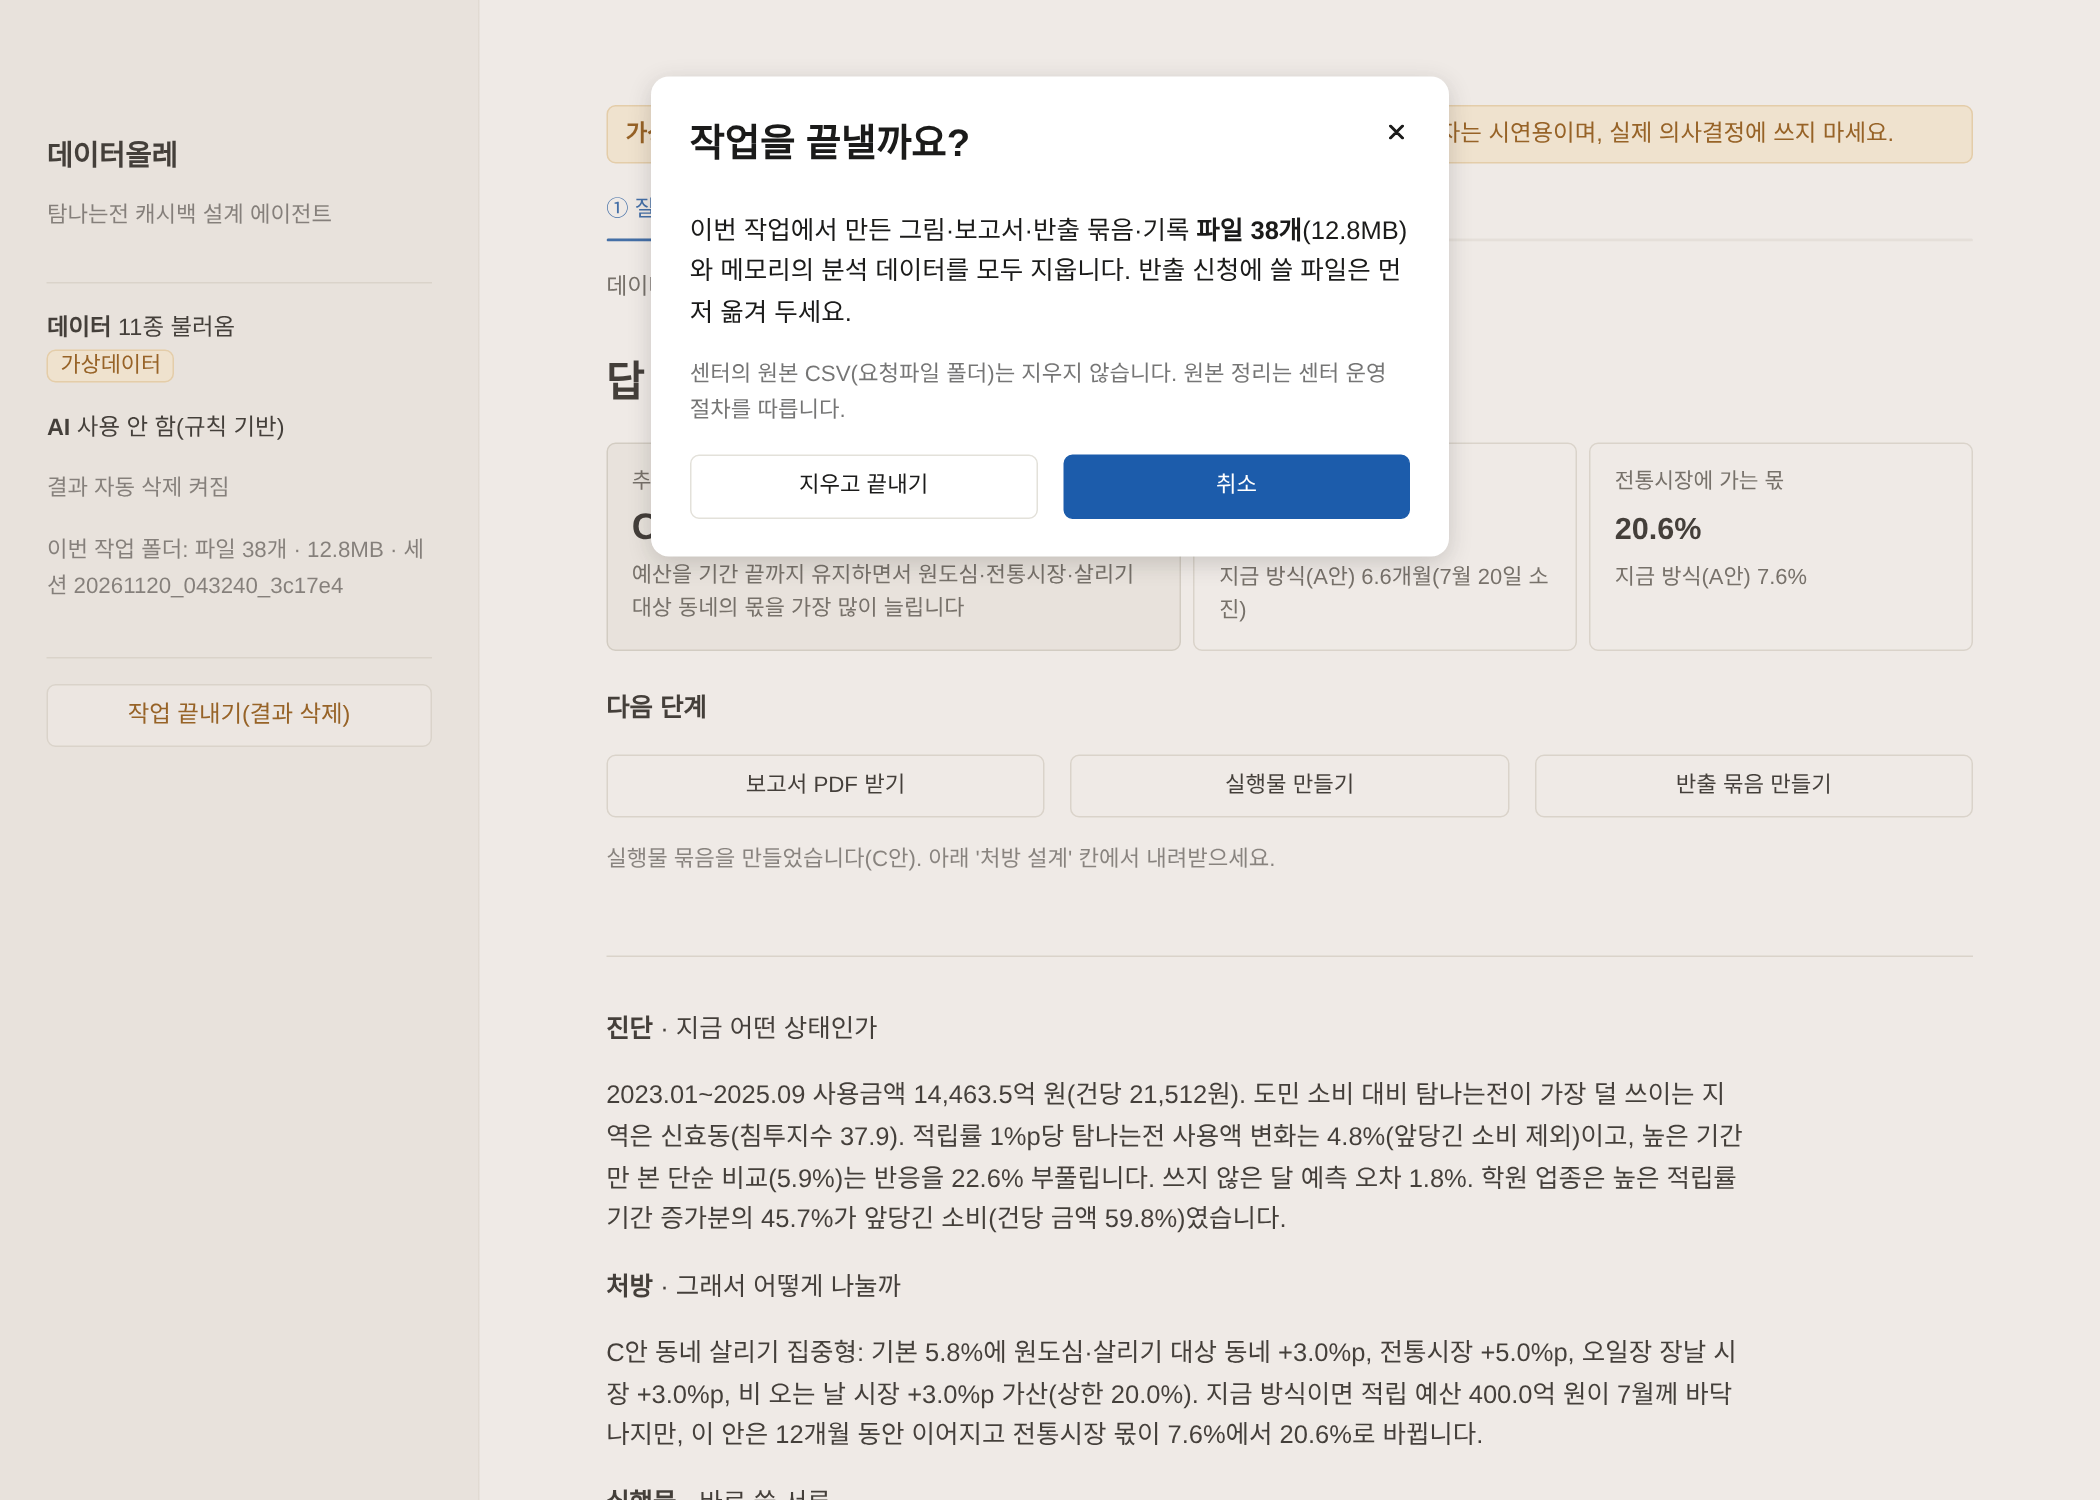 데이터올레
탐나는전 캐시백 설계 에이전트
데이터 11종 불러옴
가상데이터
AI 사용 안 함(규칙 기반)
결과 자동 삭제 켜짐
이번 작업 폴더: 파일 38개 · 12.8MB · 세
션 20261120_043240_3c17e4
작업 끝내기(결과 삭제)
작업을 끝낼까요?
이번 작업에서 만든 그림·보고서·반출 묶음·기록 파일 38개(12.8MB)
와 메모리의 분석 데이터를 모두 지웁니다. 반출 신청에 쓸 파일은 먼
저 옮겨 두세요.
센터의 원본 CSV(요청파일 폴더)는 지우지 않습니다. 원본 정리는 센터 운영
절차를 따릅니다.
지우고 끝내기
취소
시연용이며, 실제 의사결정에 쓰지 마세요.
①
답
예산을 기간 끝까지 유지하면서 원도심·전통시장·살리기
대상 동네의 몫을 가장 많이 늘립니다
지금 방식(A안) 6.6개월(7월 20일 소
진)
전통시장에 가는 몫
20.6%
지금 방식(A안) 7.6%
다음 단계
보고서 PDF 받기
실행물 만들기
반출 묶음 만들기
실행물 묶음을 만들었습니다(C안). 아래 '처방 설계' 칸에서 내려받으세요.
진단 · 지금 어떤 상태인가
2023.01~2025.09 사용금액 14,463.5억 원(건당 21,512원). 도민 소비 대비 탐나는전이 가장 덜 쓰이는 지
역은 신효동(침투지수 37.9). 적립률 1%p당 탐나는전 사용액 변화는 4.8%(앞당긴 소비 제외)이고, 높은 기간
만 본 단순 비교(5.9%)는 반응을 22.6% 부풀립니다. 쓰지 않은 달 예측 오차 1.8%. 학원 업종은 높은 적립률
기간 증가분의 45.7%가 앞당긴 소비(건당 금액 59.8%)였습니다.
처방 · 그래서 어떻게 나눌까
C안 동네 살리기 집중형: 기본 5.8%에 원도심·살리기 대상 동네 +3.0%p, 전통시장 +5.0%p, 오일장 장날 시
장 +3.0%p, 비 오는 날 시장 +3.0%p 가산(상한 20.0%). 지금 방식이면 적립 예산 400.0억 원이 7월께 바닥
나지만, 이 안은 12개월 동안 이어지고 전통시장 몫이 7.6%에서 20.6%로 바뀝니다.